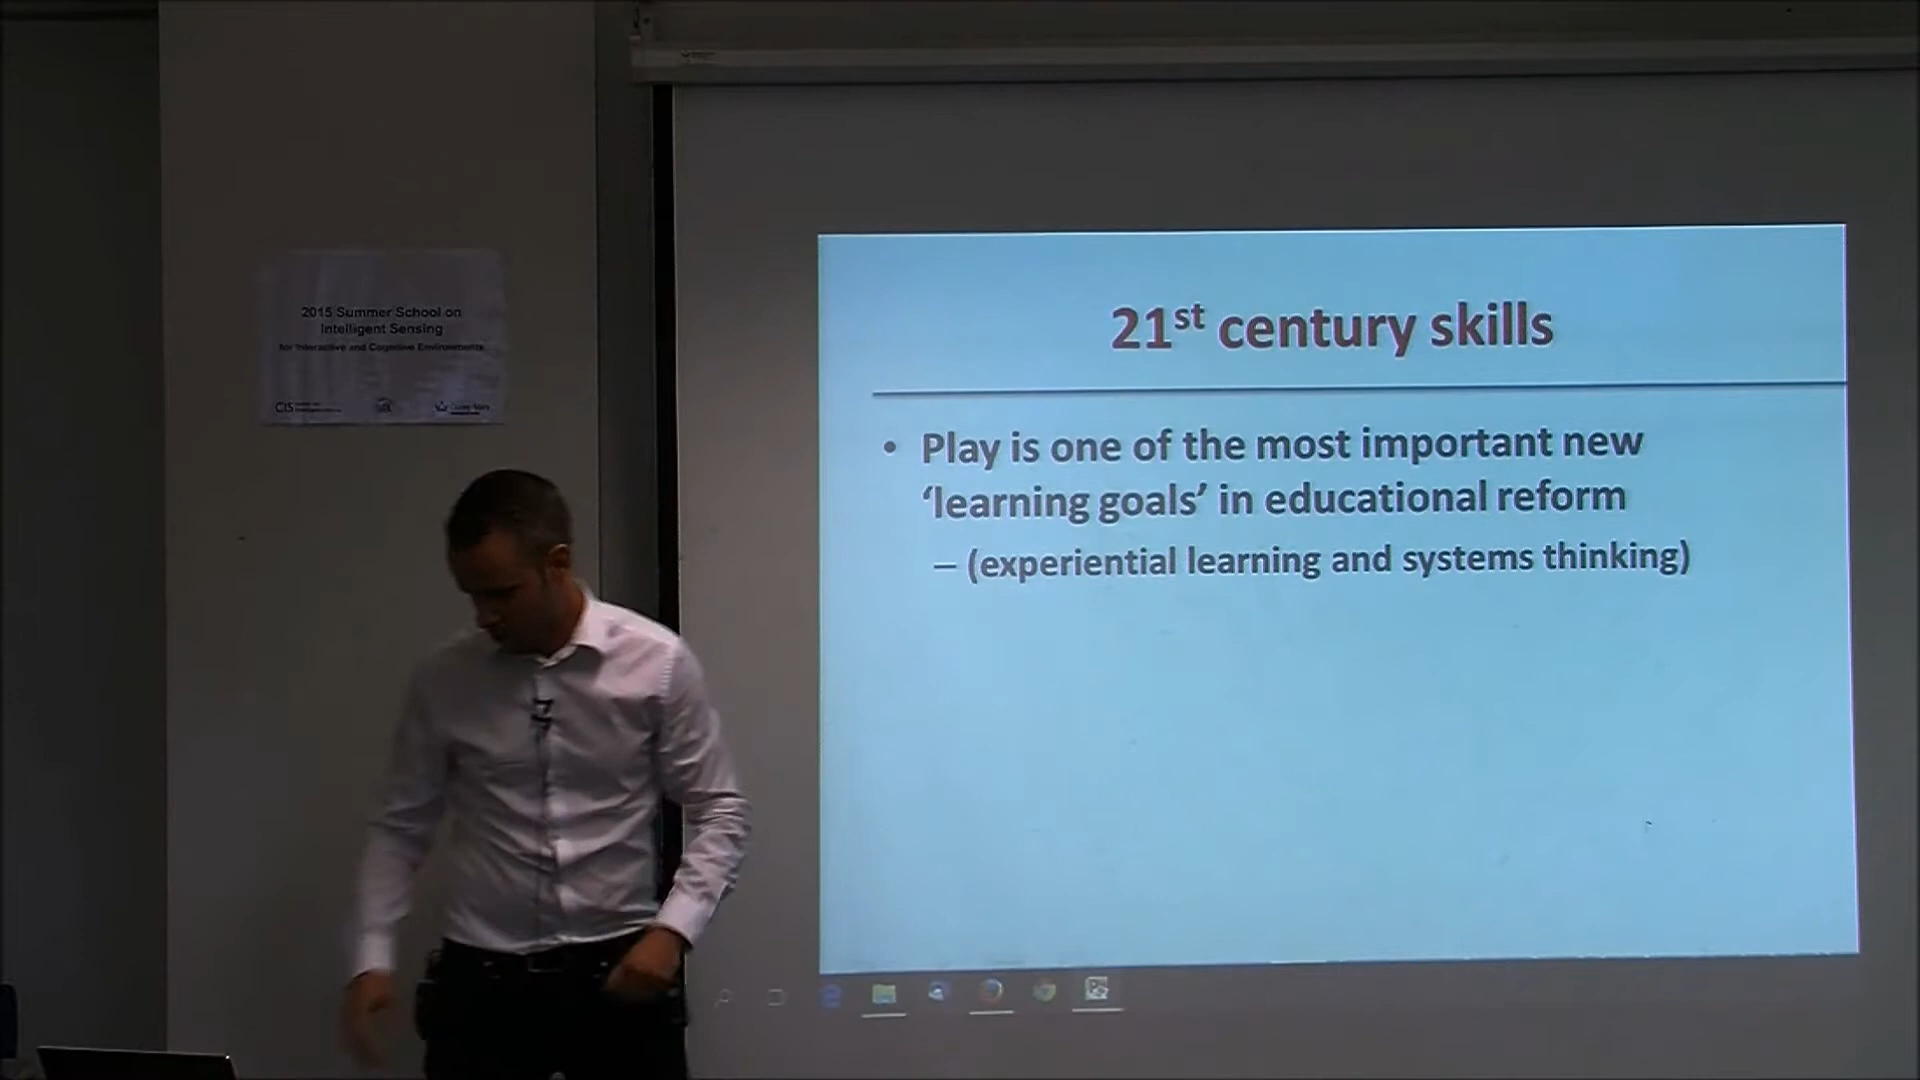 2015 Summer School on
Intelligent Sensing
for Interactive and Cognitive Environments
CIS
21st century skills
• Play is one of the most important new
‘learning goals’ in educational reform
– (experiential learning and systems thinking)